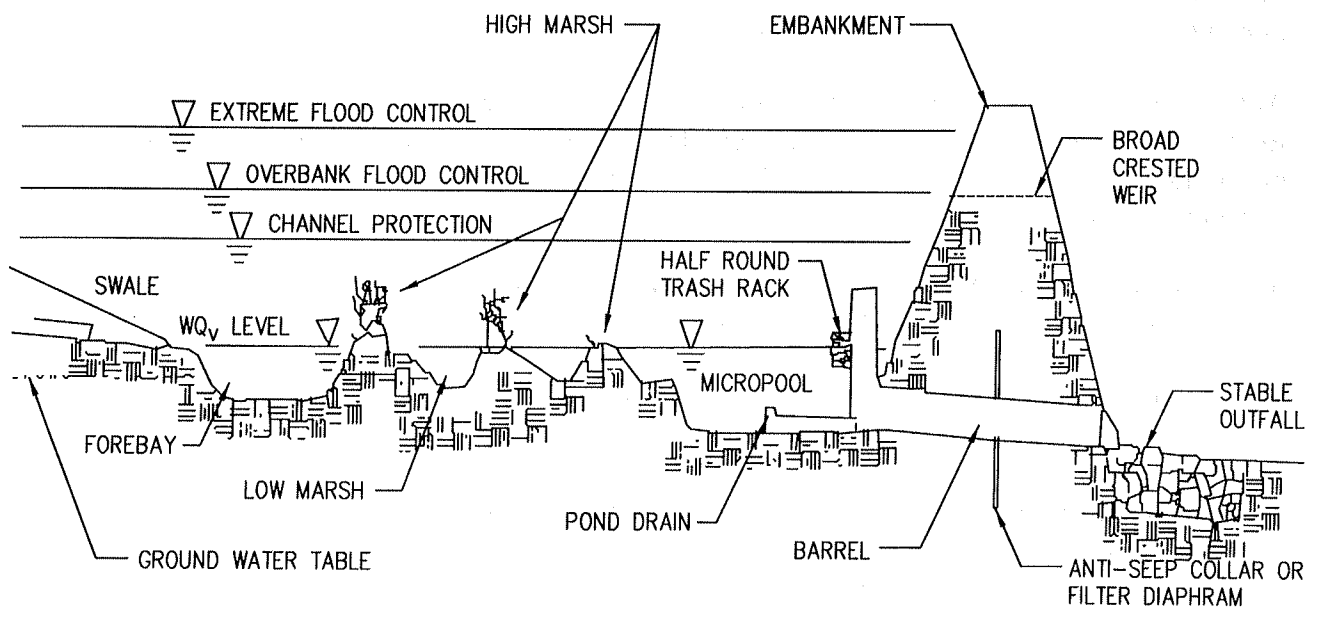 HIGH MARSH
EMBANKMENT
EXTREME FLOOD CONTROL
BROAD
CRESTED
WEIR
OVERBANK FLOOD CONTROL
CHANNEL PROTECTION
HALF ROUND
TRASH RACK
SWALE
WQv LEVEL
MICROPOOL
STABLE
OUTFALL
FOREBAY
LOW MARSH
POND DRAIN
BARREL
GROUND WATER TABLE
ANTI-SEEP COLLAR OR
FILTER DIAPHRAM